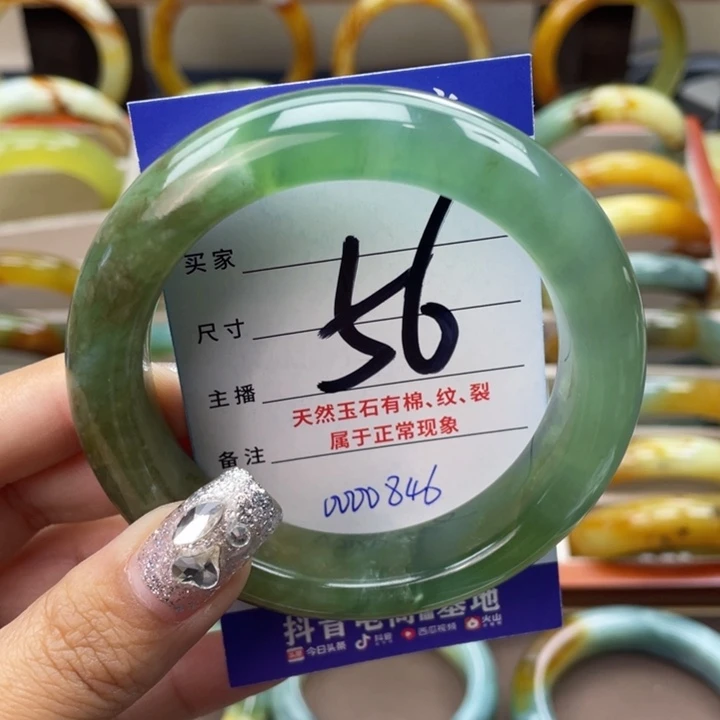 买家
56
尺寸
主播
天然玉石有棉、纹、裂
属于正常现象
备注
0000846
抖音电商
基地
今日头条 抖音 西瓜视频 火山